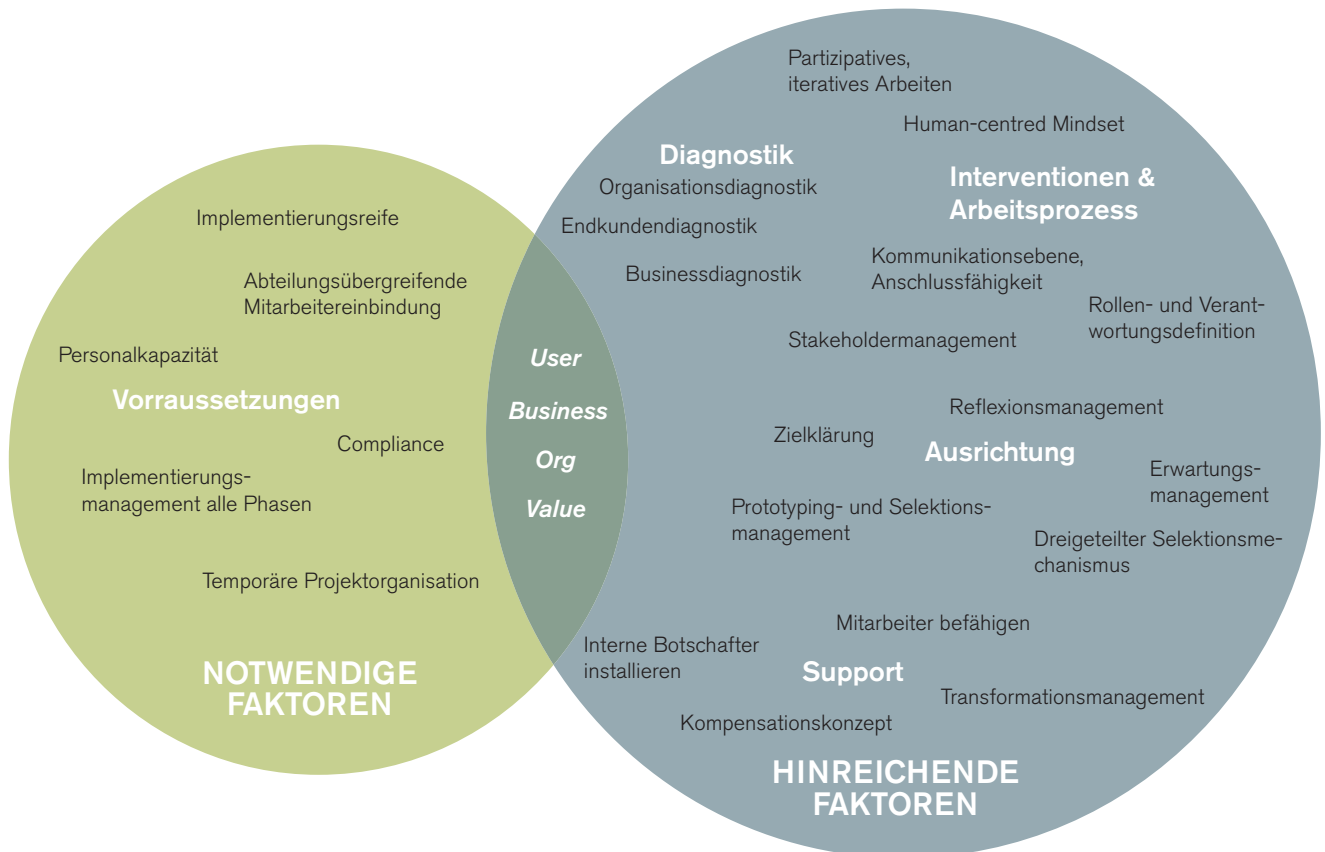 Implementierungsreife
Abteilungsübergreifende
Mitarbeitereinbindung
Personalkapazität
Vorraussetzungen
Compliance
Implementierungs-
management alle Phasen
Temporäre Projektorganisation
NOTWENDIGE
FAKTOREN
User
Business
Org
Value
Partizipatives,
iteratives Arbeiten
Human-centred Mindset
Diagnostik
Organisationsdiagnostik
Endkundendiagnostik
Businessdiagnostik
Interventionen &
Arbeitsprozess
Kommunikationsebene,
Anschlussfähigkeit
Rollen- und Verant-
wortungsdefinition
Stakeholdermanagement
Reflexionsmanagement
Zielklärung
Ausrichtung
Erwartungs-
management
Prototyping- und Selektions-
management
Dreigeteilter Selektionsme-
chanismus
Mitarbeiter befähigen
Interne Botschafter
installieren
Support
Transformationsmanagement
Kompensationskonzept
HINREICHENDE
FAKTOREN